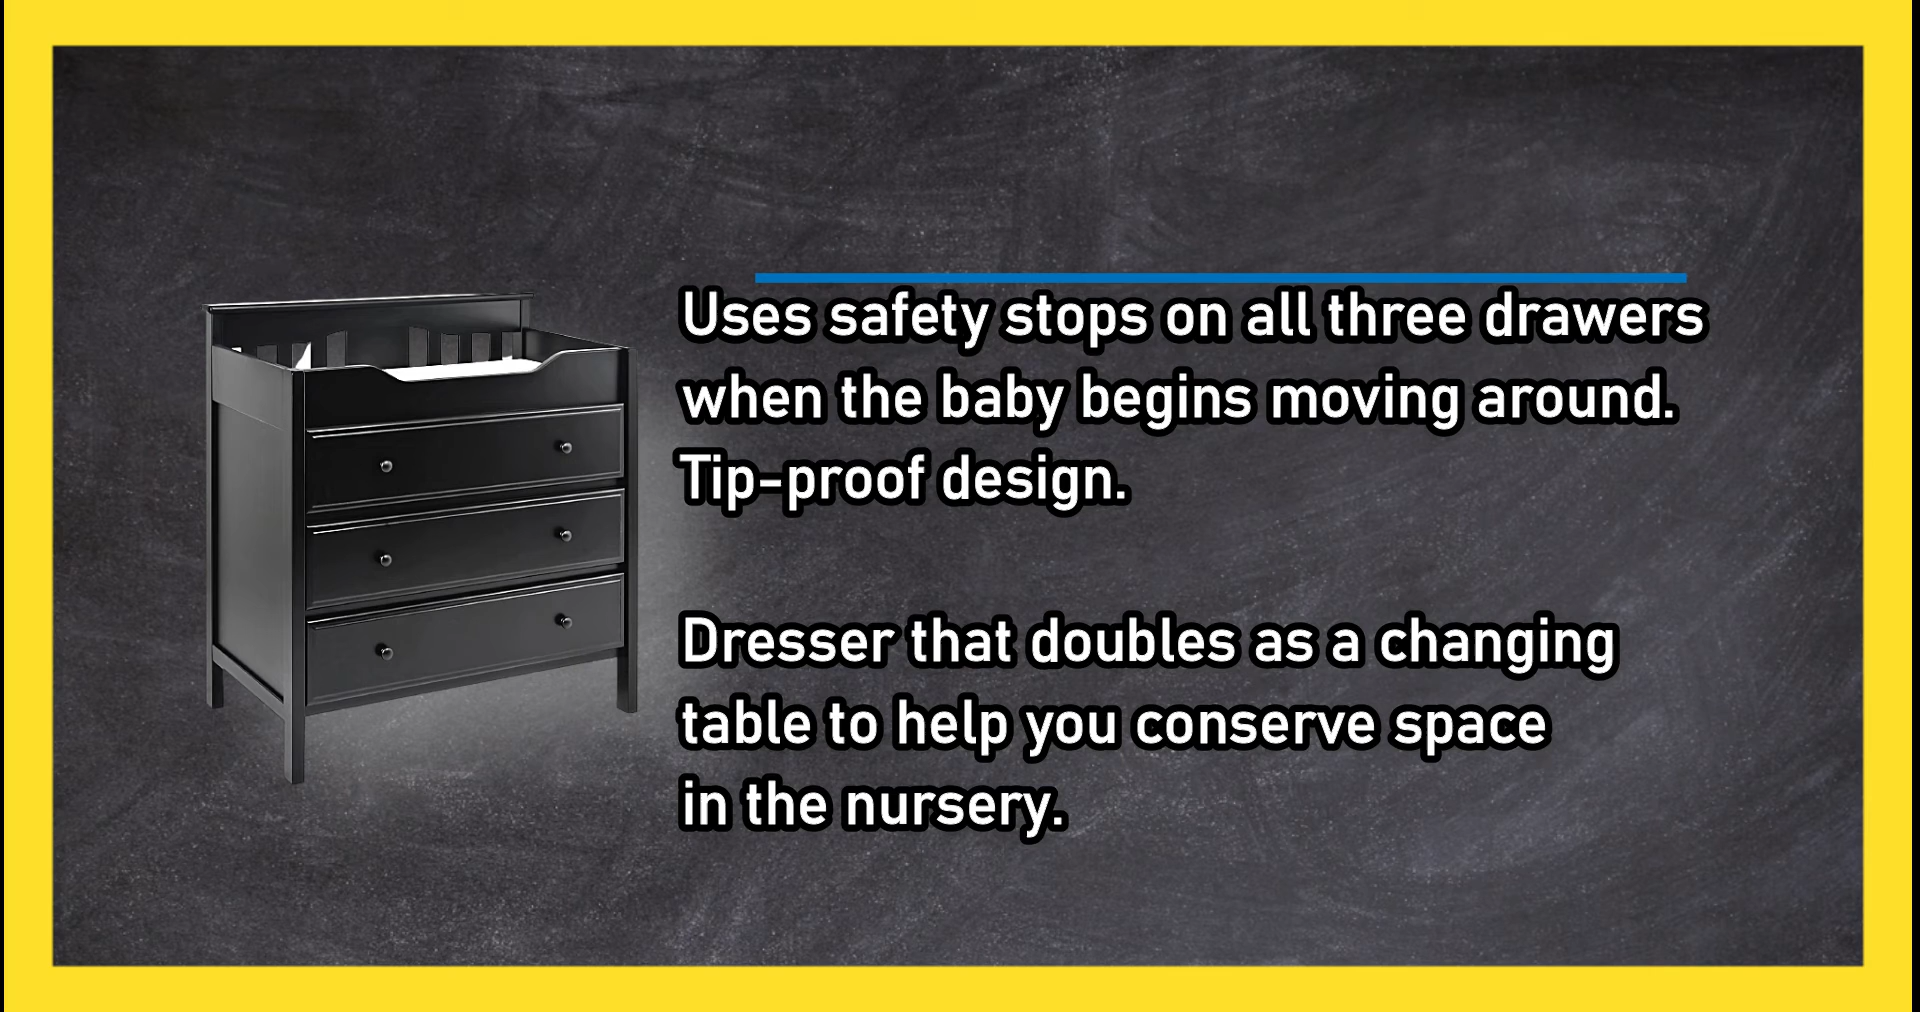 Uses safety stops on all three drawers
when the baby begins moving around.
Tip-proof design.
Dresser that doubles as a changing
table to help you conserve space
in the nursery.